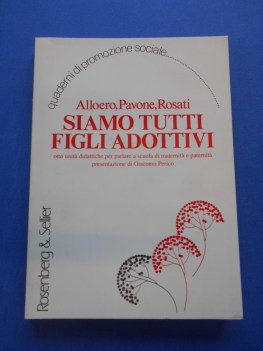 quaderni di promozione sociale
Alloero, Pavone, Rosati
SIAMO TUTTI
FIGLI ADOTTIVI
otto unità didattiche per parlare a scuola di maternità e paternità
presentazione di Giacomo Perico
Rosenberg & Sellier